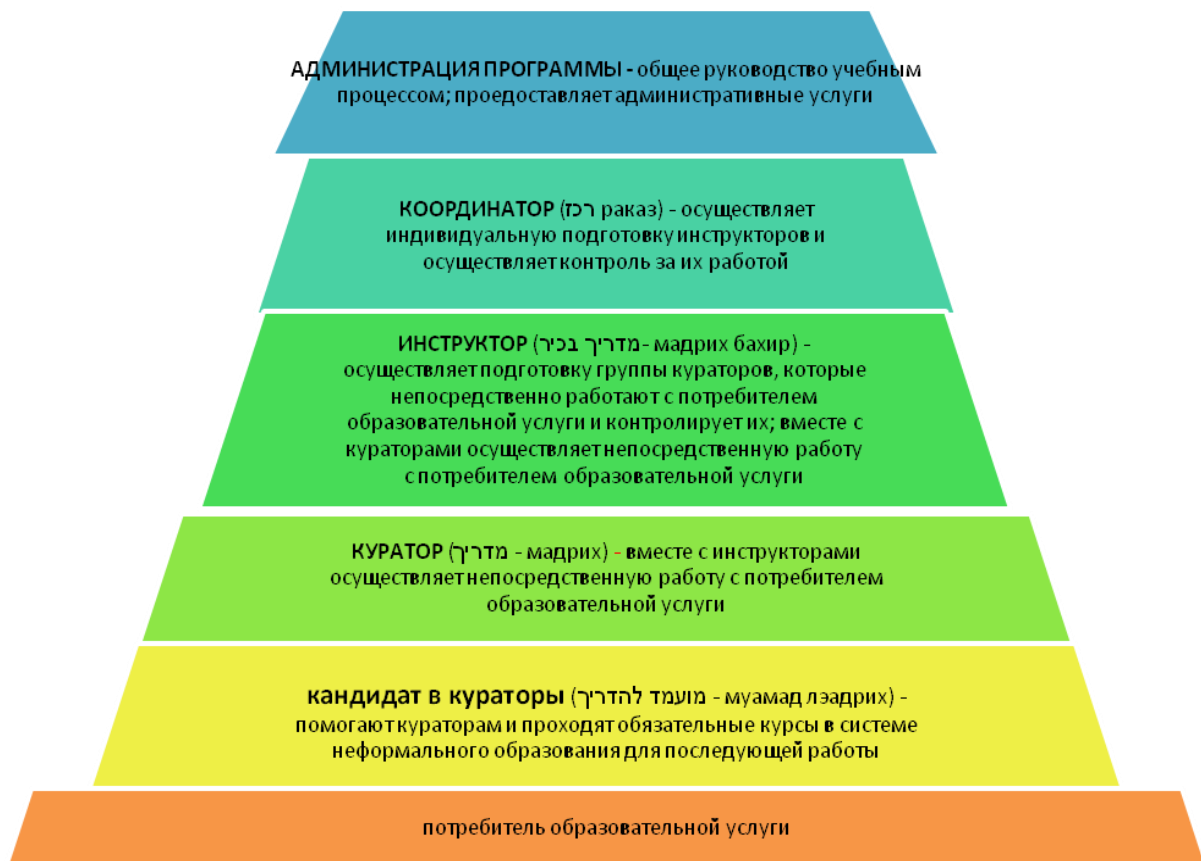 АДМИНИСТРАЦИЯ ПРОГРАММЫ - общее руководство учебным
процессом; проедоставляет административные услуги
КООРДИНАТОР (רכז раказ) - осуществляет
индивидуальную подготовку инструкторов и
осуществляет контроль за их работой
ИНСТРУКТОР (מדריך בכיר- мадрих бахир) -
осуществляет подготовку группы кураторов, которые
непосредственно работают с потребителем
образовательной услуги и контролирует их; вместе с
кураторами осуществляет непосредственную работу
с потребителем образовательной услуги
КУРАТОР (מדריך - мадрих) - вместе с инструкторами
осуществляет непосредственную работу с потребителем
образовательной услуги
кандидат в кураторы (מועמד להדריך - муамад лэадрих) -
помогают кураторам и проходят обязательные курсы в системе
неформального образования для последующей работы
потребитель образовательной услуги